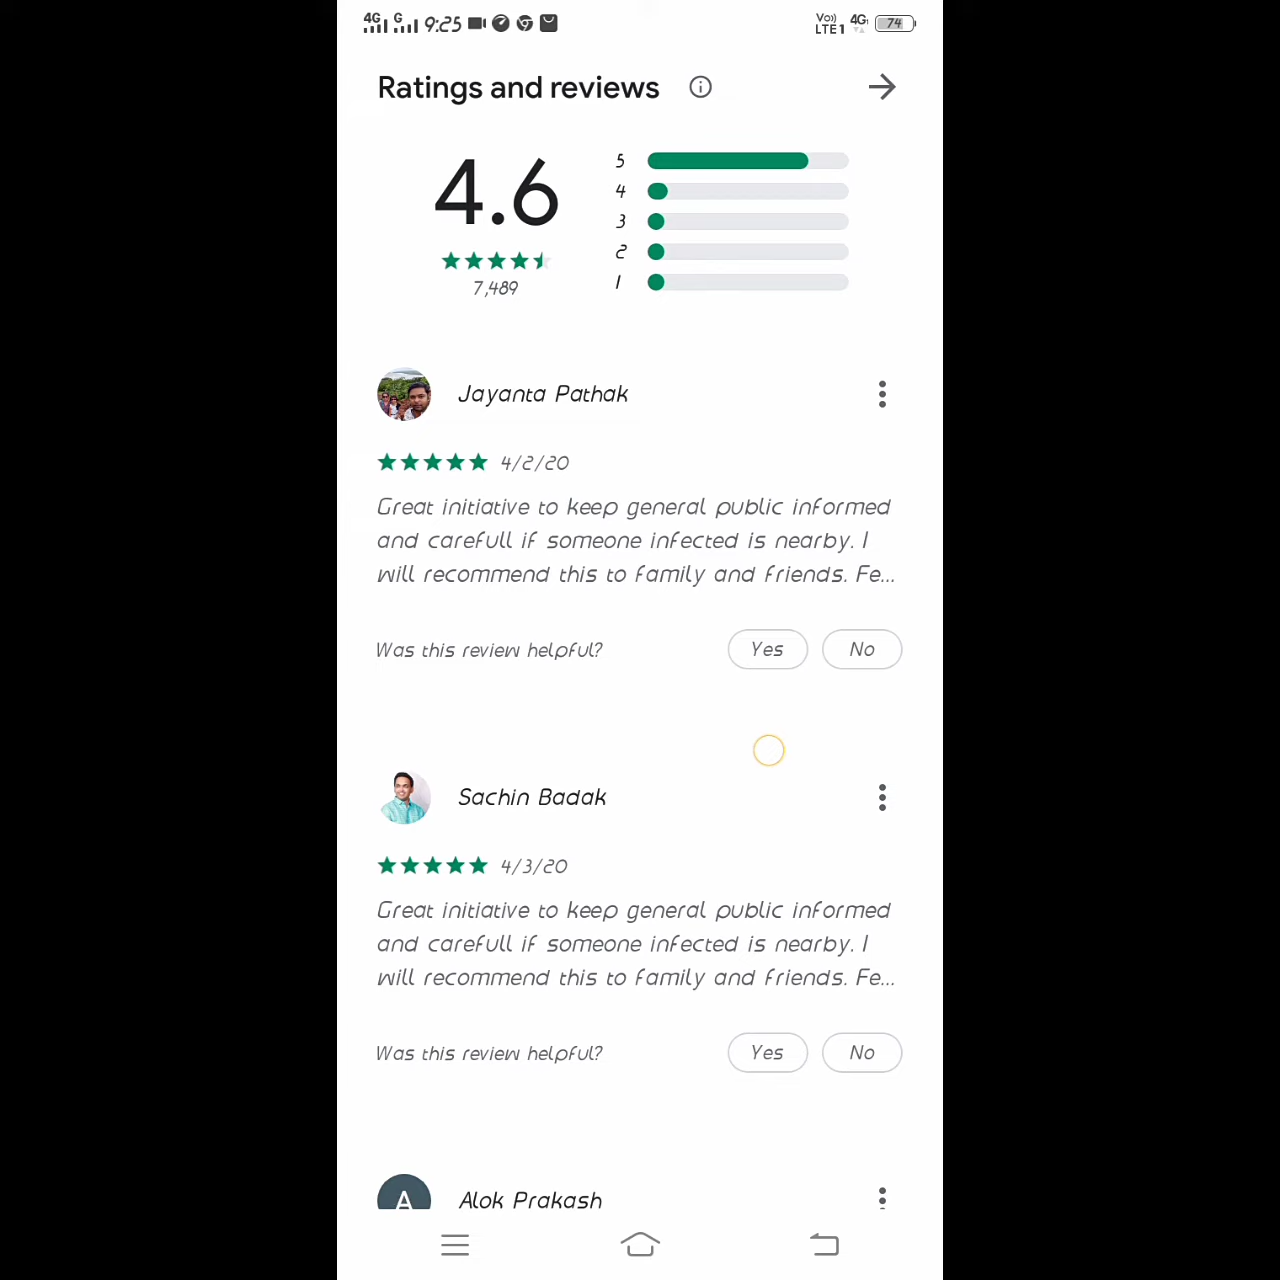 4G G 9:25 Vo)) LTE1 4G 74
Ratings and reviews
4.6
7,489
5
4
3
2
1
Jayanta Pathak
4/2/20
Great initiative to keep general public informed
and carefull if someone infected is nearby. I
will recommend this to family and friends. Fe...
Was this review helpful? Yes No
Sachin Badak
4/3/20
Great initiative to keep general public informed
and carefull if someone infected is nearby. I
will recommend this to family and friends. Fe...
Was this review helpful? Yes No
A Alok Prakash